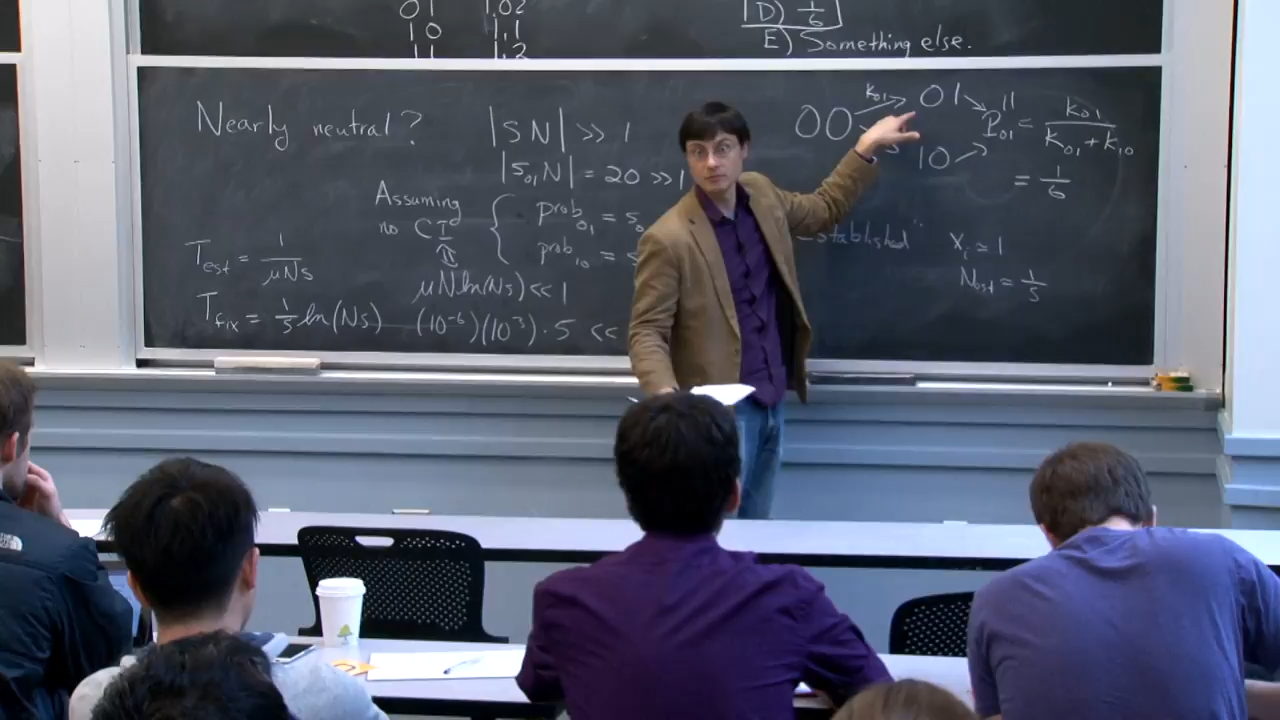 01 1.02
10 1.1
11 1.2
D) 1/6
E) Something else.
Nearly neutral?
|SN| >> 1
|S01N| = 20 >> 1
Assuming
no CI
prob01 = S0
prob10 =
Test = 1/μNs
Tfix = 1/s ln(Ns)
μN ln(Ns) << 1
(10^-6)(10^3) · 5 <<
00 k01 01 11
10
P01 = k01/(k01 + k10)
= 1/6
Established"
Xi ≃ 1
Nest = 1/s